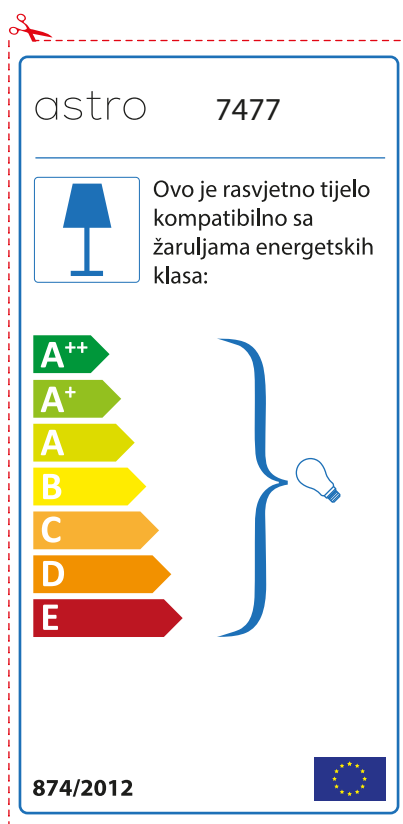 astro 7477
Ovo je rasvjetno tijelo
kompatibilno sa
žaruljama energetskih
klasa:
A++
A+
A
B
C
D
E
874/2012